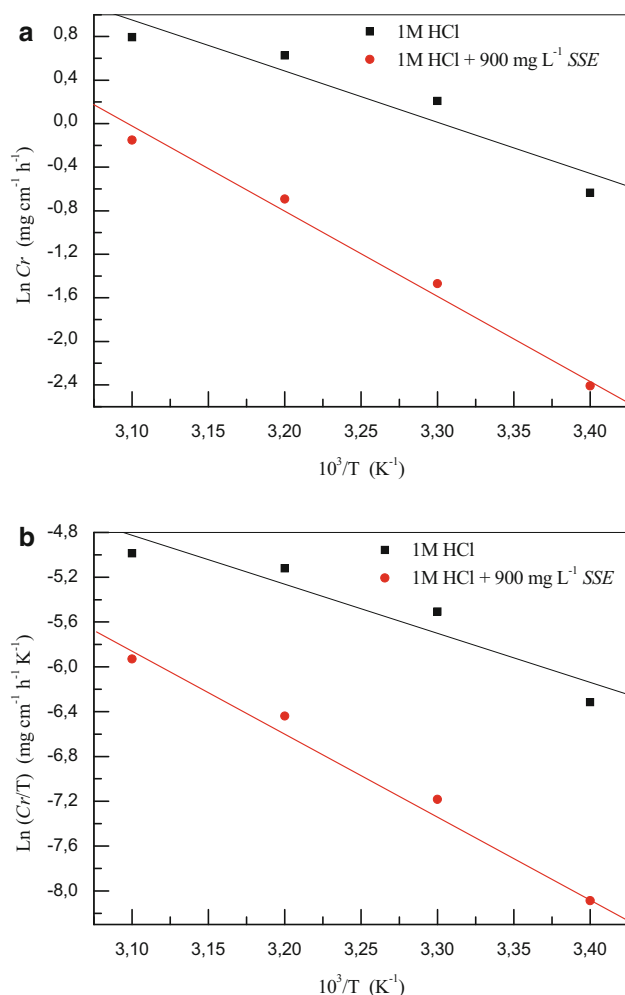 a
0,8
0,4
0,0
-0,4
-0,8
-1,2
-1,6
-2,0
-2,4
Ln Cr (mg cm⁻¹ h⁻¹)
1M HCl
1M HCl + 900 mg L⁻¹ SSE
3,10 3,15 3,20 3,25 3,30 3,35 3,40
10³/T (K⁻¹)
b
-4,8
-5,2
-5,6
-6,0
-6,4
-6,8
-7,2
-7,6
-8,0
Ln (Cr/T) (mg cm⁻¹ h⁻¹ K⁻¹)
1M HCl
1M HCl + 900 mg L⁻¹ SSE
3,10 3,15 3,20 3,25 3,30 3,35 3,40
10³/T (K⁻¹)